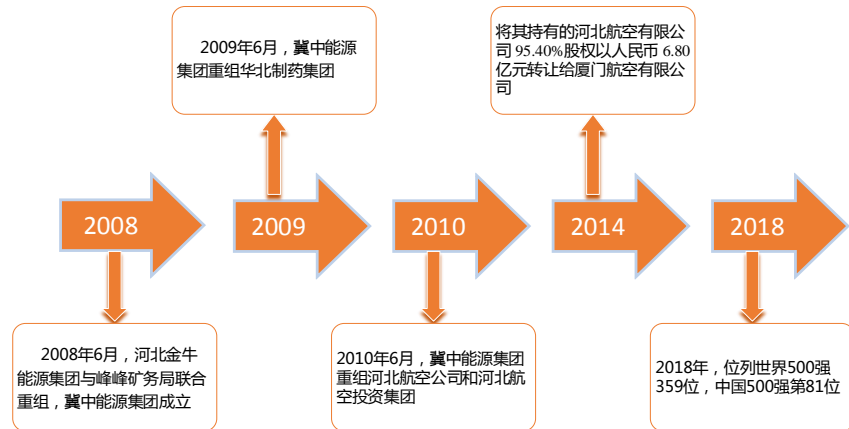 2009年6月，冀中能源
集团重组华北制药集团
将其持有的河北航空有限公
司 95.40%股权以人民币 6.80
亿元转让给厦门航空有限公
司
2008
2009
2010
2014
2018
2008年6月，河北金牛
能源集团与峰峰矿务局联合
重组，冀中能源集团成立
2010年6月，冀中能源集团
重组河北航空公司和河北航
空投资集团
2018年，位列世界500强
359位，中国500强第81位